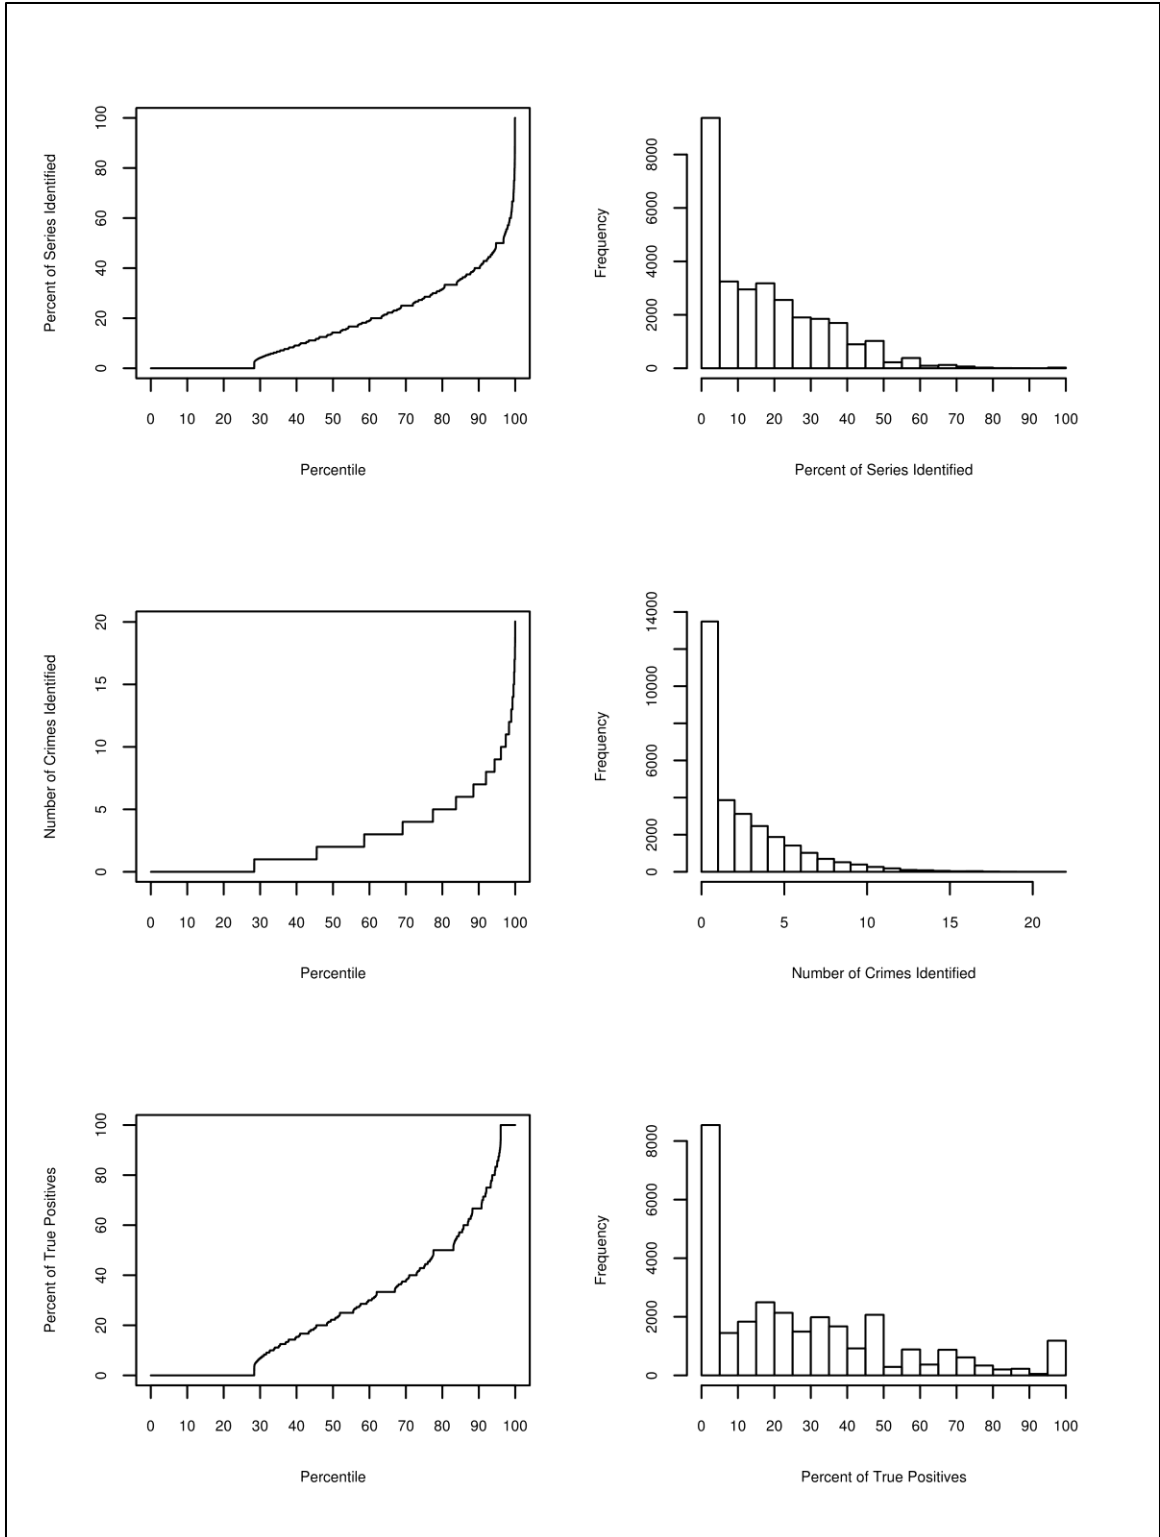 100
80
60
40
20
0
Percent of Series Identified
0 10 20 30 40 50 60 70 80 90 100
Percentile
8000
6000
4000
2000
0
Frequency
0 10 20 30 40 50 60 70 80 90 100
Percent of Series Identified
20
15
10
5
0
Number of Crimes Identified
0 10 20 30 40 50 60 70 80 90 100
Percentile
14000
10000
6000
2000
0
Frequency
0 5 10 15 20
Number of Crimes Identified
100
80
60
40
20
0
Percent of True Positives
0 10 20 30 40 50 60 70 80 90 100
Percentile
8000
6000
4000
2000
0
Frequency
0 10 20 30 40 50 60 70 80 90 100
Percent of True Positives